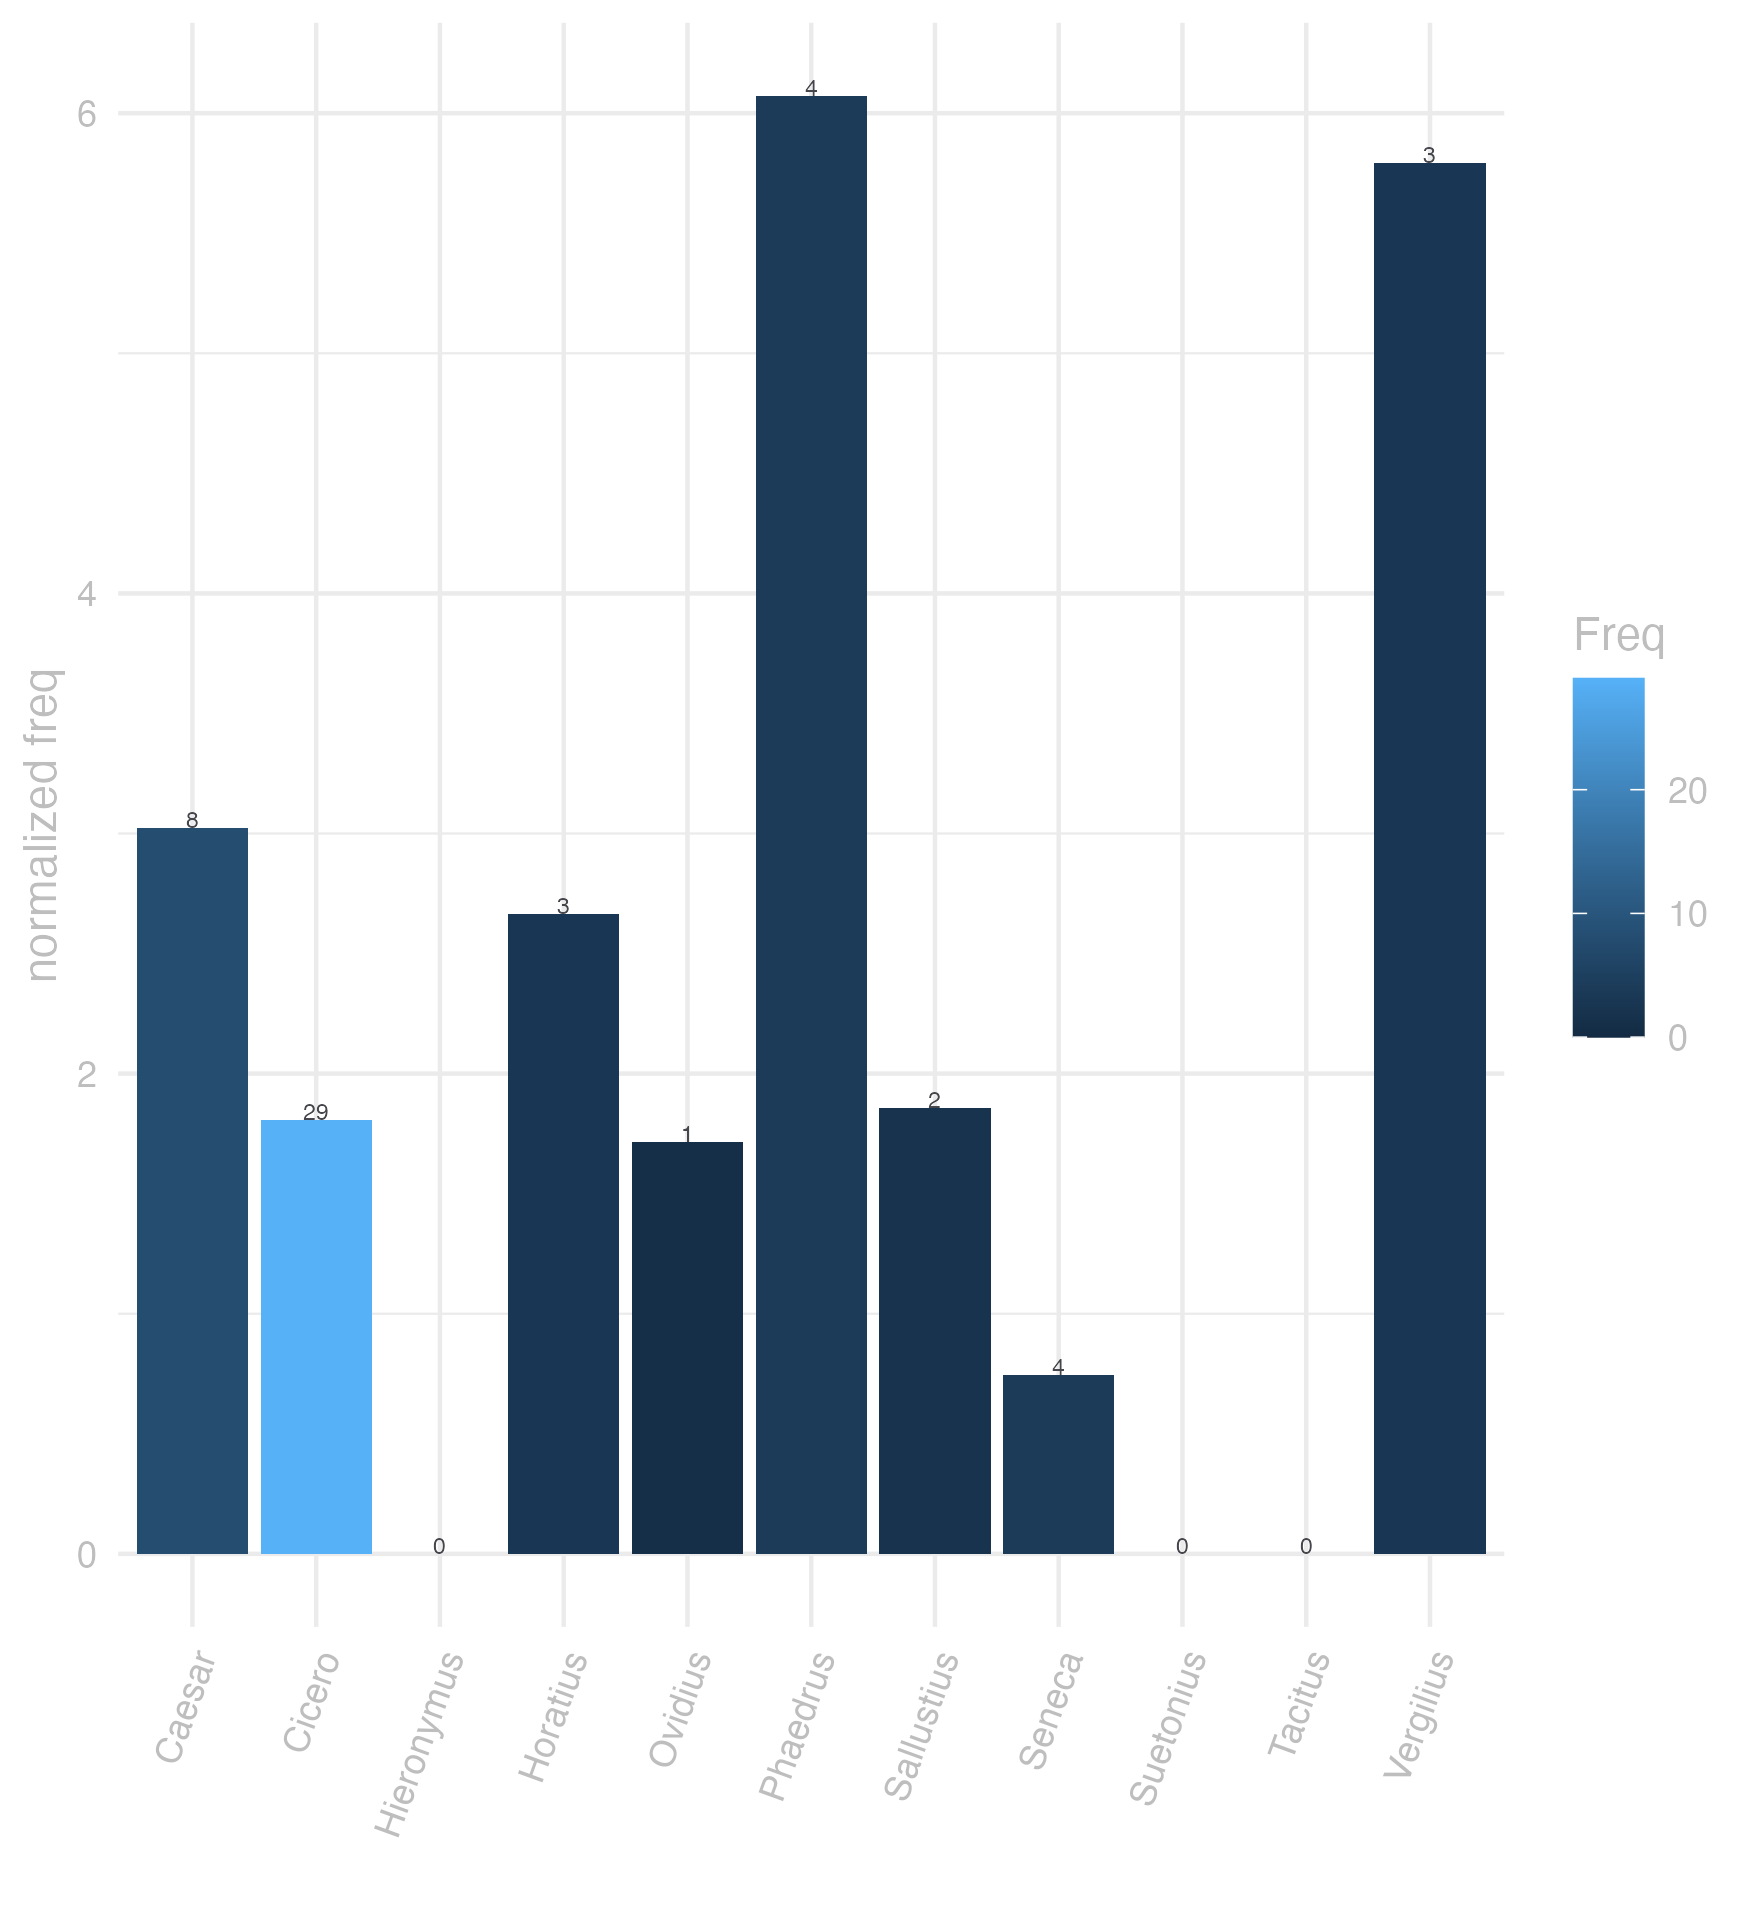 normalized freq
6
4
2
0
8
29
0
3
1
4
2
4
0
0
3
Caesar
Cicero
Hieronymus
Horatius
Ovidius
Phaedrus
Sallustius
Seneca
Suetonius
Tacitus
Vergilius
Freq
20
10
0